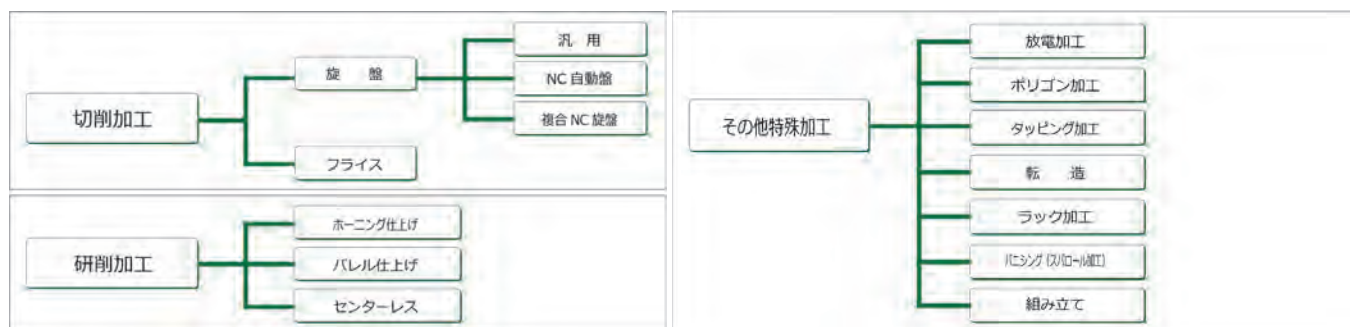 切削加工
旋　盤
汎 用
NC 自動盤
複合 NC 旋盤
フライス
研削加工
ホーニング仕上げ
バレル仕上げ
センターレス
その他特殊加工
放電加工
ポリゴン加工
タッピング加工
転　造
ラック加工
バニシング（スパロール加工）
組み立て